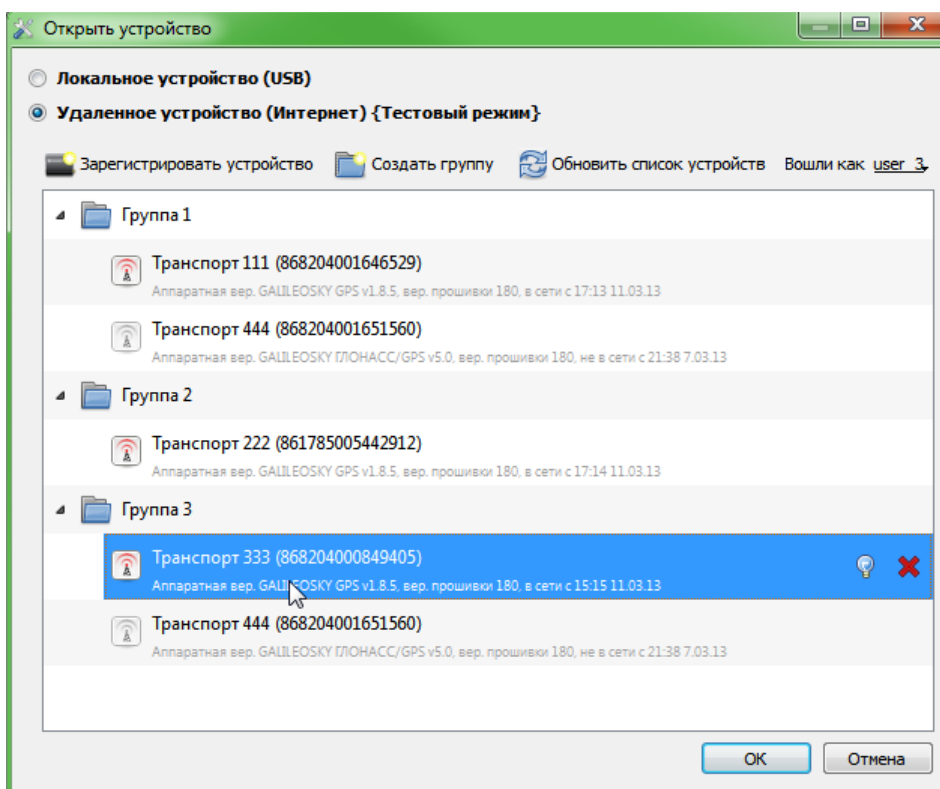 Открыть устройство
Локальное устройство (USB)
Удаленное устройство (Интернет) {Тестовый режим}
Зарегистрировать устройство Создать группу Обновить список устройств Вошли как user_3
Группа 1
Транспорт 111 (868204001646529)
Аппаратная вер. GALILEOSKY GPS v1.8.5, вер. прошивки 180, в сети с 17:13 11.03.13
Транспорт 444 (868204001651560)
Аппаратная вер. GALILEOSKY ГЛОНАСС/GPS v5.0, вер. прошивки 180, не в сети с 21:38 7.03.13
Группа 2
Транспорт 222 (861785005442912)
Аппаратная вер. GALILEOSKY GPS v1.8.5, вер. прошивки 180, в сети с 17:14 11.03.13
Группа 3
Транспорт 333 (868204000849405)
Аппаратная вер. GALILEOSKY GPS v1.8.5, вер. прошивки 180, в сети с 15:15 11.03.13
Транспорт 444 (868204001651560)
Аппаратная вер. GALILEOSKY ГЛОНАСС/GPS v5.0, вер. прошивки 180, не в сети с 21:38 7.03.13
OK Отмена